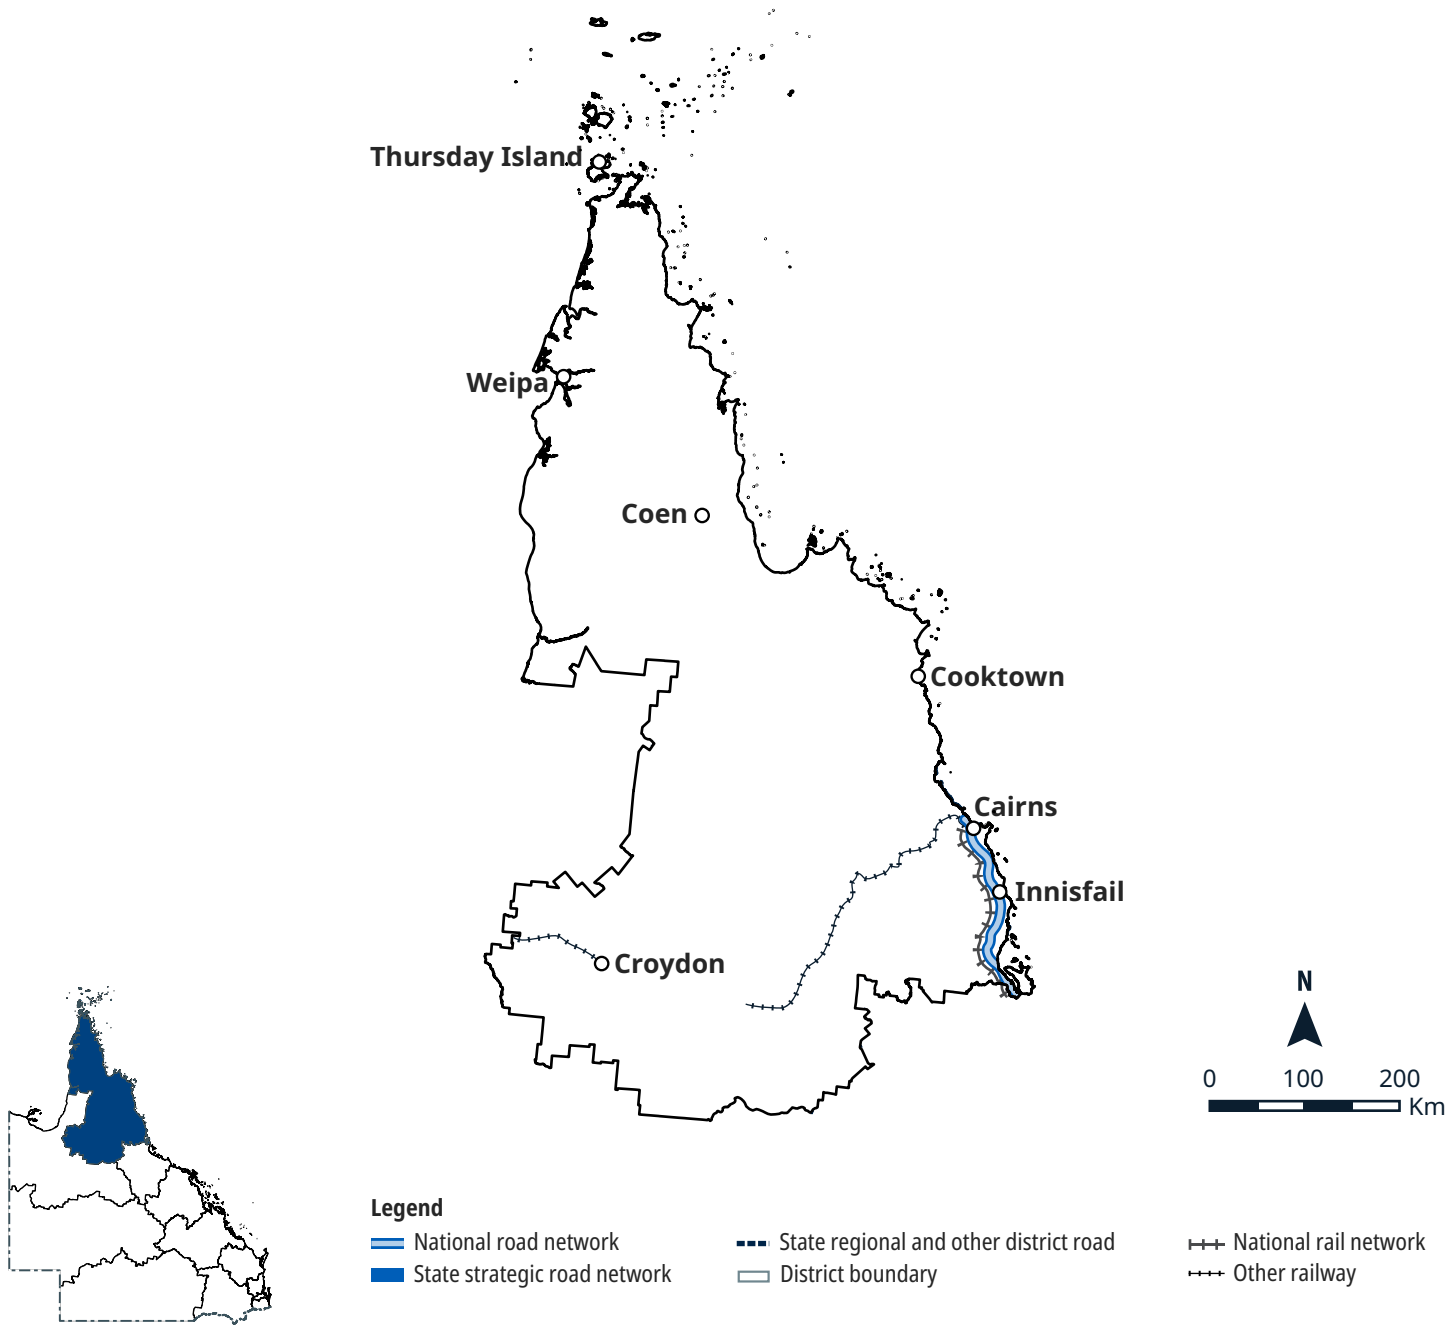 Thursday Island
Weipa
Coen
Cooktown
Cairns
Innisfail
Croydon
N
0 100 200
Km
Legend
National road network
State strategic road network
State regional and other district road
District boundary
National rail network
Other railway